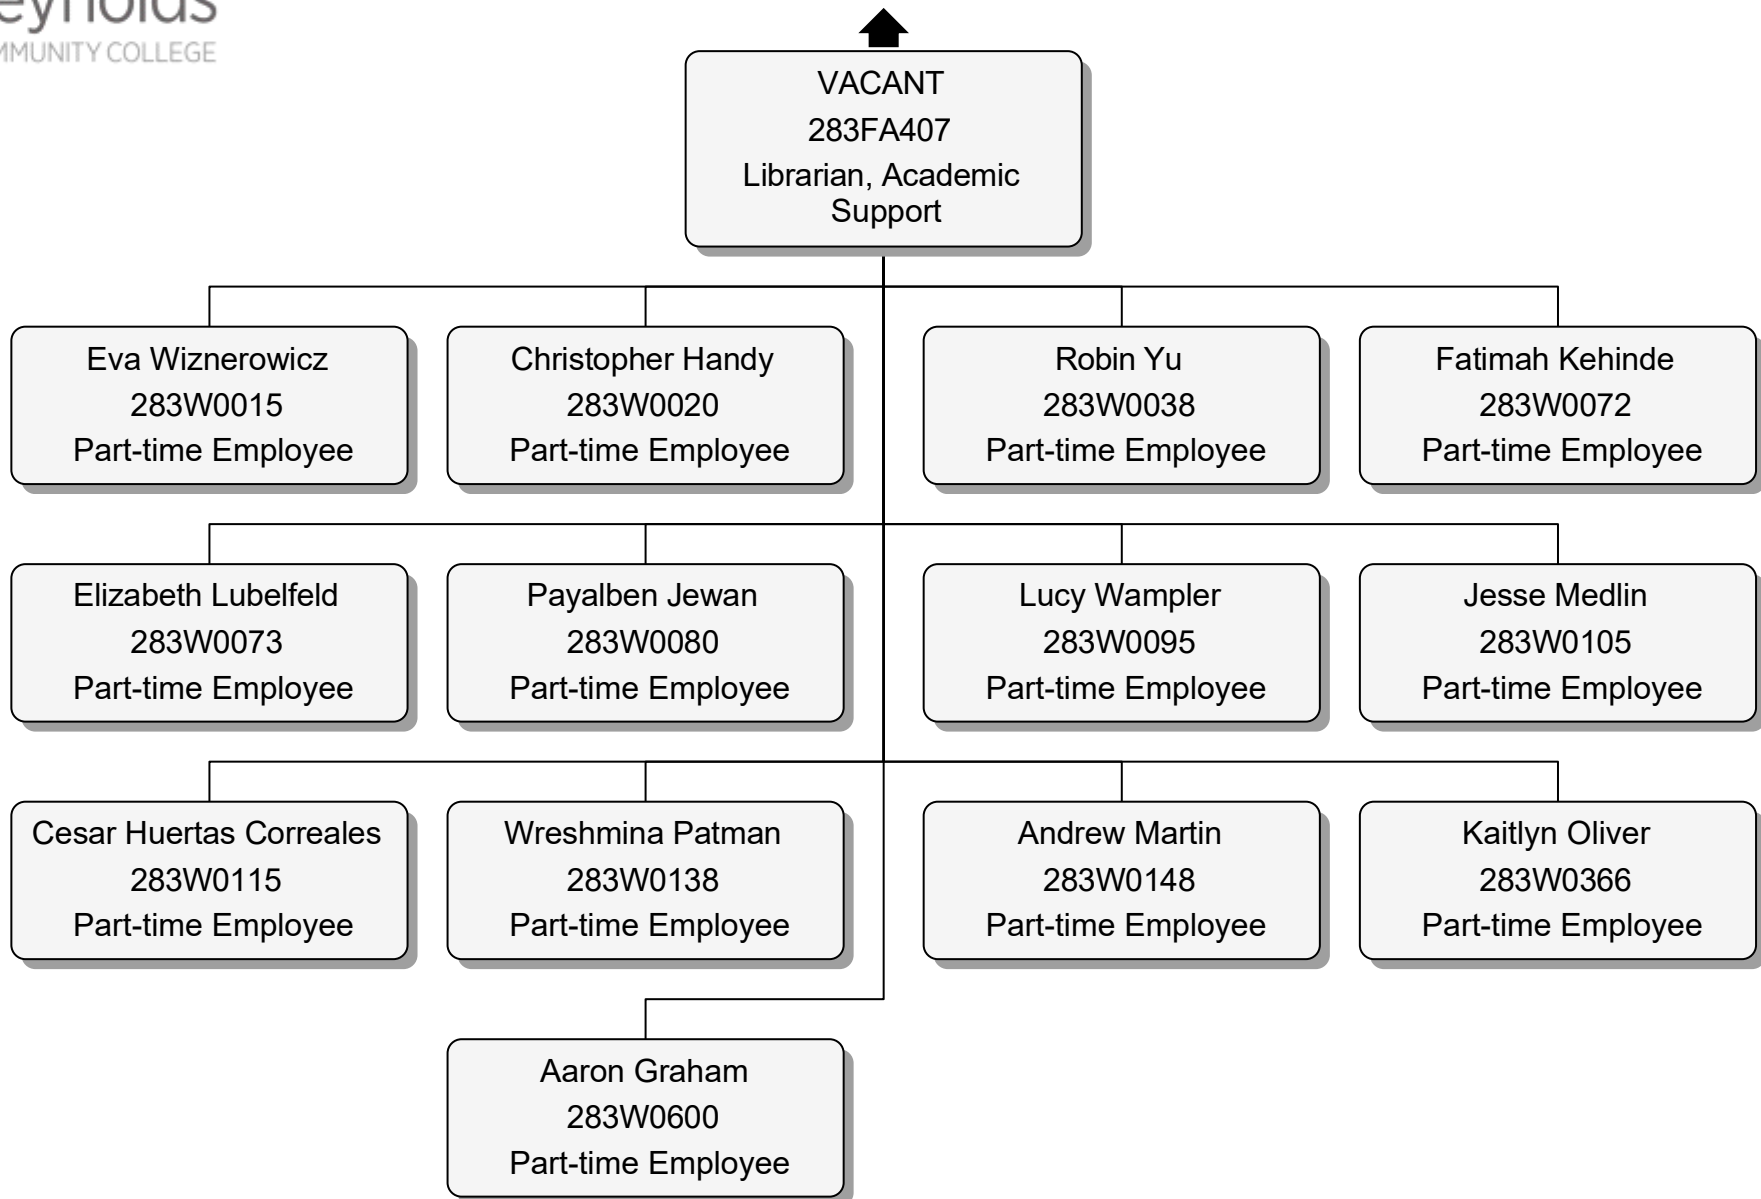 COLLEGE
VACANT
283FA407
Librarian, Academic
Support
Eva Wiznerowicz
283W0015
Part-time Employee
Christopher Handy
283W0020
Part-time Employee
Robin Yu
283W0038
Part-time Employee
Fatimah Kehinde
283W0072
Part-time Employee
Elizabeth Lubelfeld
283W0073
Part-time Employee
Payalben Jewan
283W0080
Part-time Employee
Lucy Wampler
283W0095
Part-time Employee
Jesse Medlin
283W0105
Part-time Employee
Cesar Huertas Correales
283W0115
Part-time Employee
Wreshmina Patman
283W0138
Part-time Employee
Andrew Martin
283W0148
Part-time Employee
Kaitlyn Oliver
283W0366
Part-time Employee
Aaron Graham
283W0600
Part-time Employee